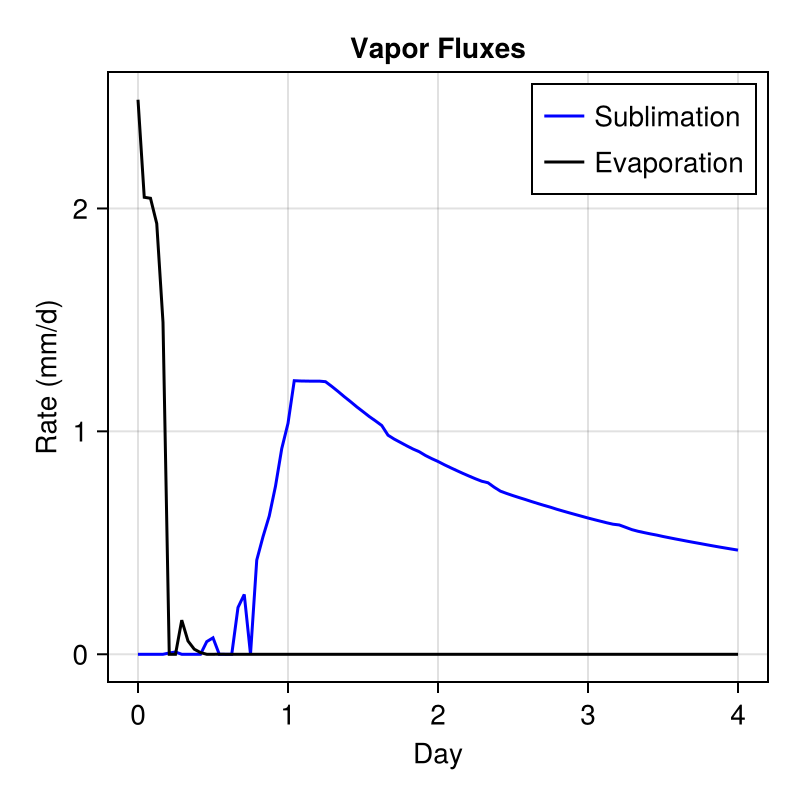 Vapor Fluxes
Sublimation
Evaporation
Rate (mm/d)
2
1
0
0 1 2 3 4
Day